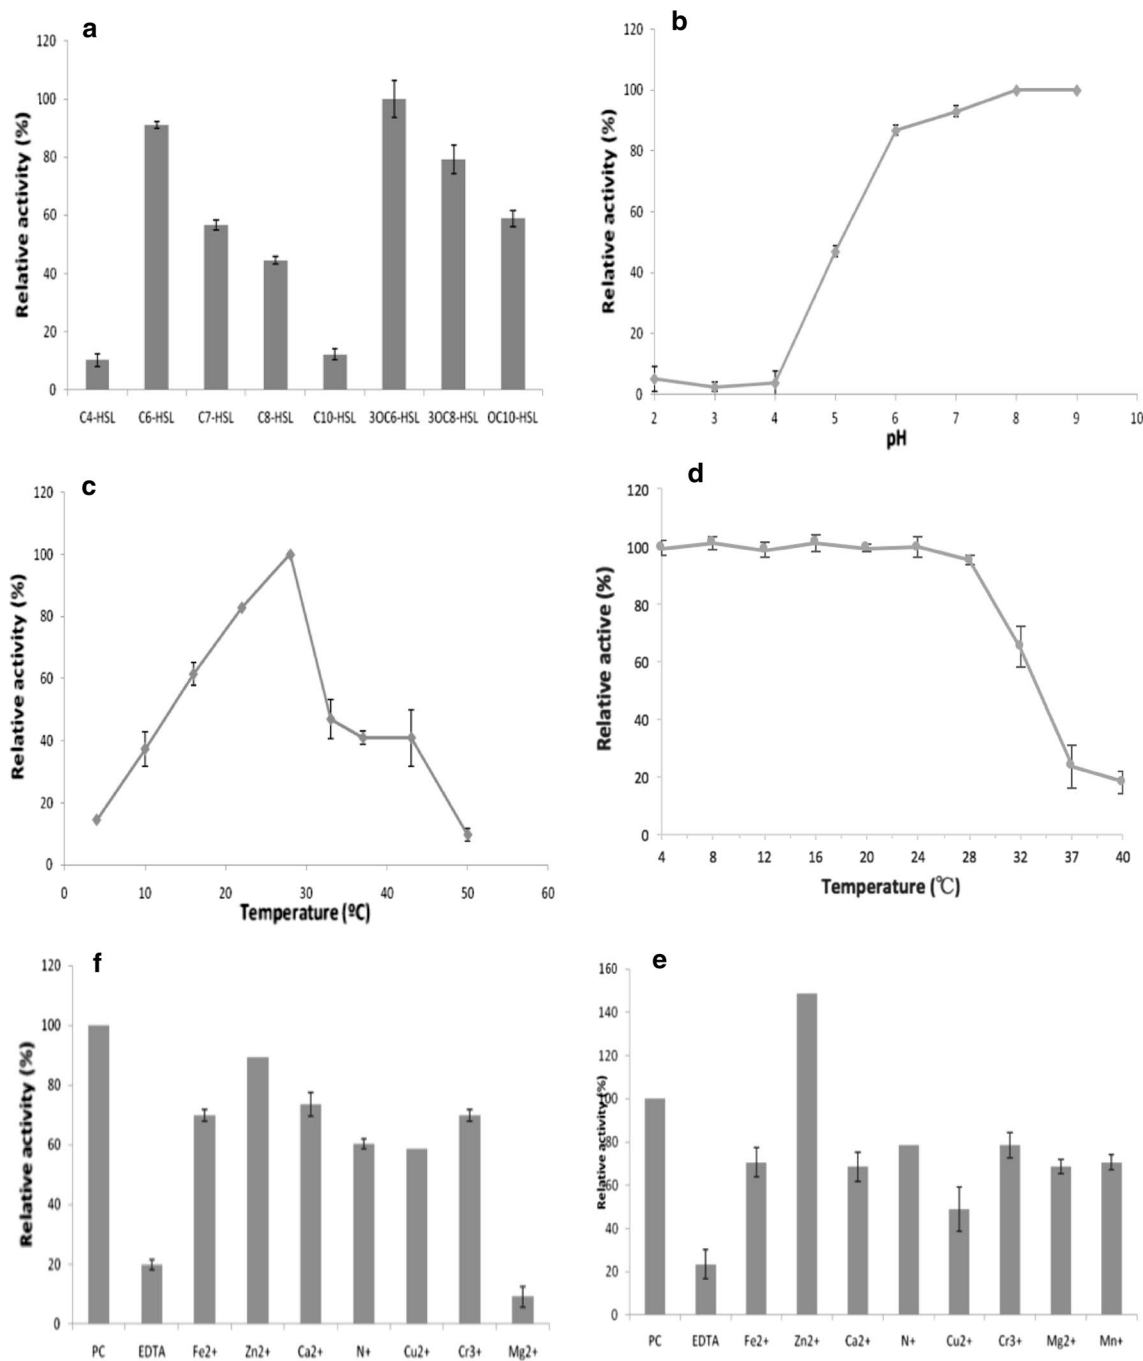 a
Relative activity (%)
120
100
80
60
40
20
0
C4-HSL C6-HSL C7-HSL C8-HSL C10-HSL 3OC6-HSL 3OC8-HSL OC10-HSL
b
Relative activity (%)
120
100
80
60
40
20
0
2 3 4 5 6 7 8 9 10
pH
c
Relative activity (%)
120
100
80
60
40
20
0
0 10 20 30 40 50 60
Temperature (ºC)
d
Relative active (%)
120
100
80
60
40
20
0
4 8 12 16 20 24 28 32 37 40
Temperature (℃)
f
Relative activity (%)
120
100
80
60
40
20
0
PC EDTA Fe2+ Zn2+ Ca2+ N+ Cu2+ Cr3+ Mg2+
e
Relative activity (%)
160
140
120
100
80
60
40
20
0
PC EDTA Fe2+ Zn2+ Ca2+ N+ Cu2+ Cr3+ Mg2+ Mn+